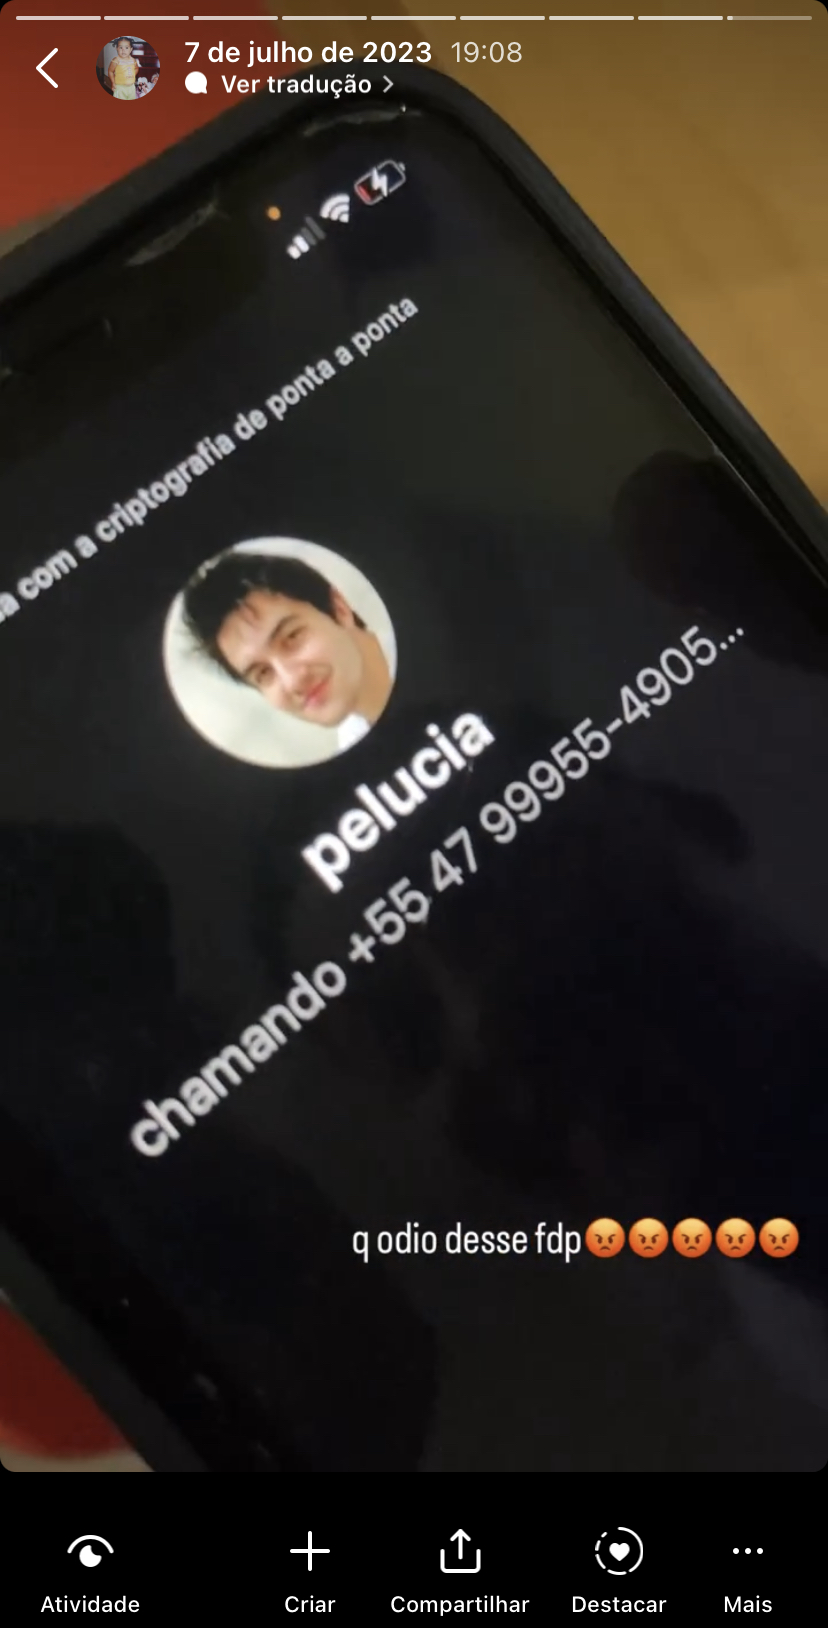 7 de julho de 2023 19:08
Ver tradução
com a criptografia de ponta a ponta
pelucia
chamando +55 47 99955-4905...
q odio desse fdp😡😡😡😡😡
Atividade
Criar
Compartilhar
Destacar
Mais